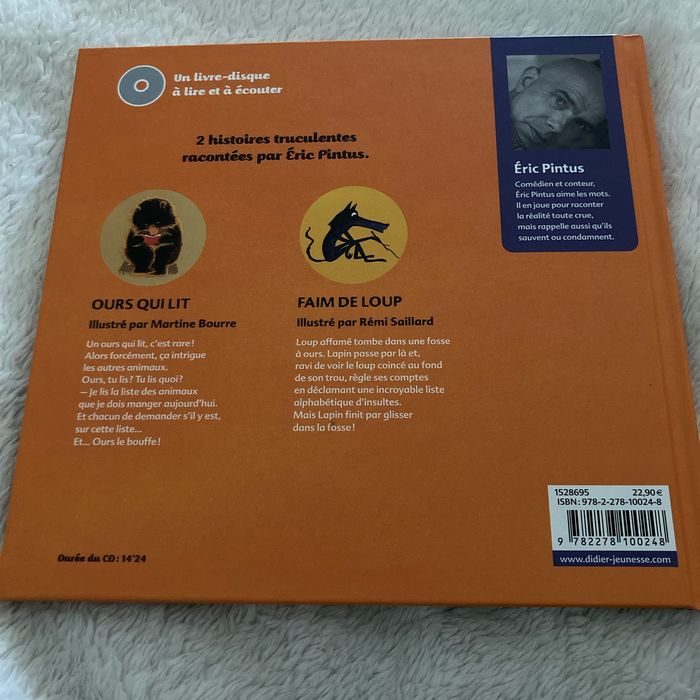 Un livre-disque
à lire et à écouter
2 histoires truculentes
racontées par Éric Pintus.
Éric Pintus
Comédien et conteur,
Éric Pintus aime les mots.
Il en joue pour raconter
la réalité toute crue,
mais rappelle aussi qu'ils
sauvent ou condamnent.
OURS QUI LIT
Illustré par Martine Bourre
Un ours qui lit, c'est rare !
Alors forcément, ça intrigue
les autres animaux.
Ours, tu lis ? Tu lis quoi ?
– Je lis la liste des animaux
que je dois manger aujourd'hui.
Et chacun de demander s'il y est,
sur cette liste...
Et... Ours le bouffe !
FAIM DE LOUP
Illustré par Rémi Saillard
Loup affamé tombe dans une fosse
à ours. Lapin passe par là et,
ravi de voir le loup coincé au fond
de son trou, règle ses comptes
en déclamant une incroyable liste
alphabétique d'insultes.
Mais Lapin finit par glisser
dans la fosse !
Durée du CD : 14'24
1528695 22,90 €
ISBN : 978-2-278-10024-8
9 782278 100248
www.didier-jeunesse.com